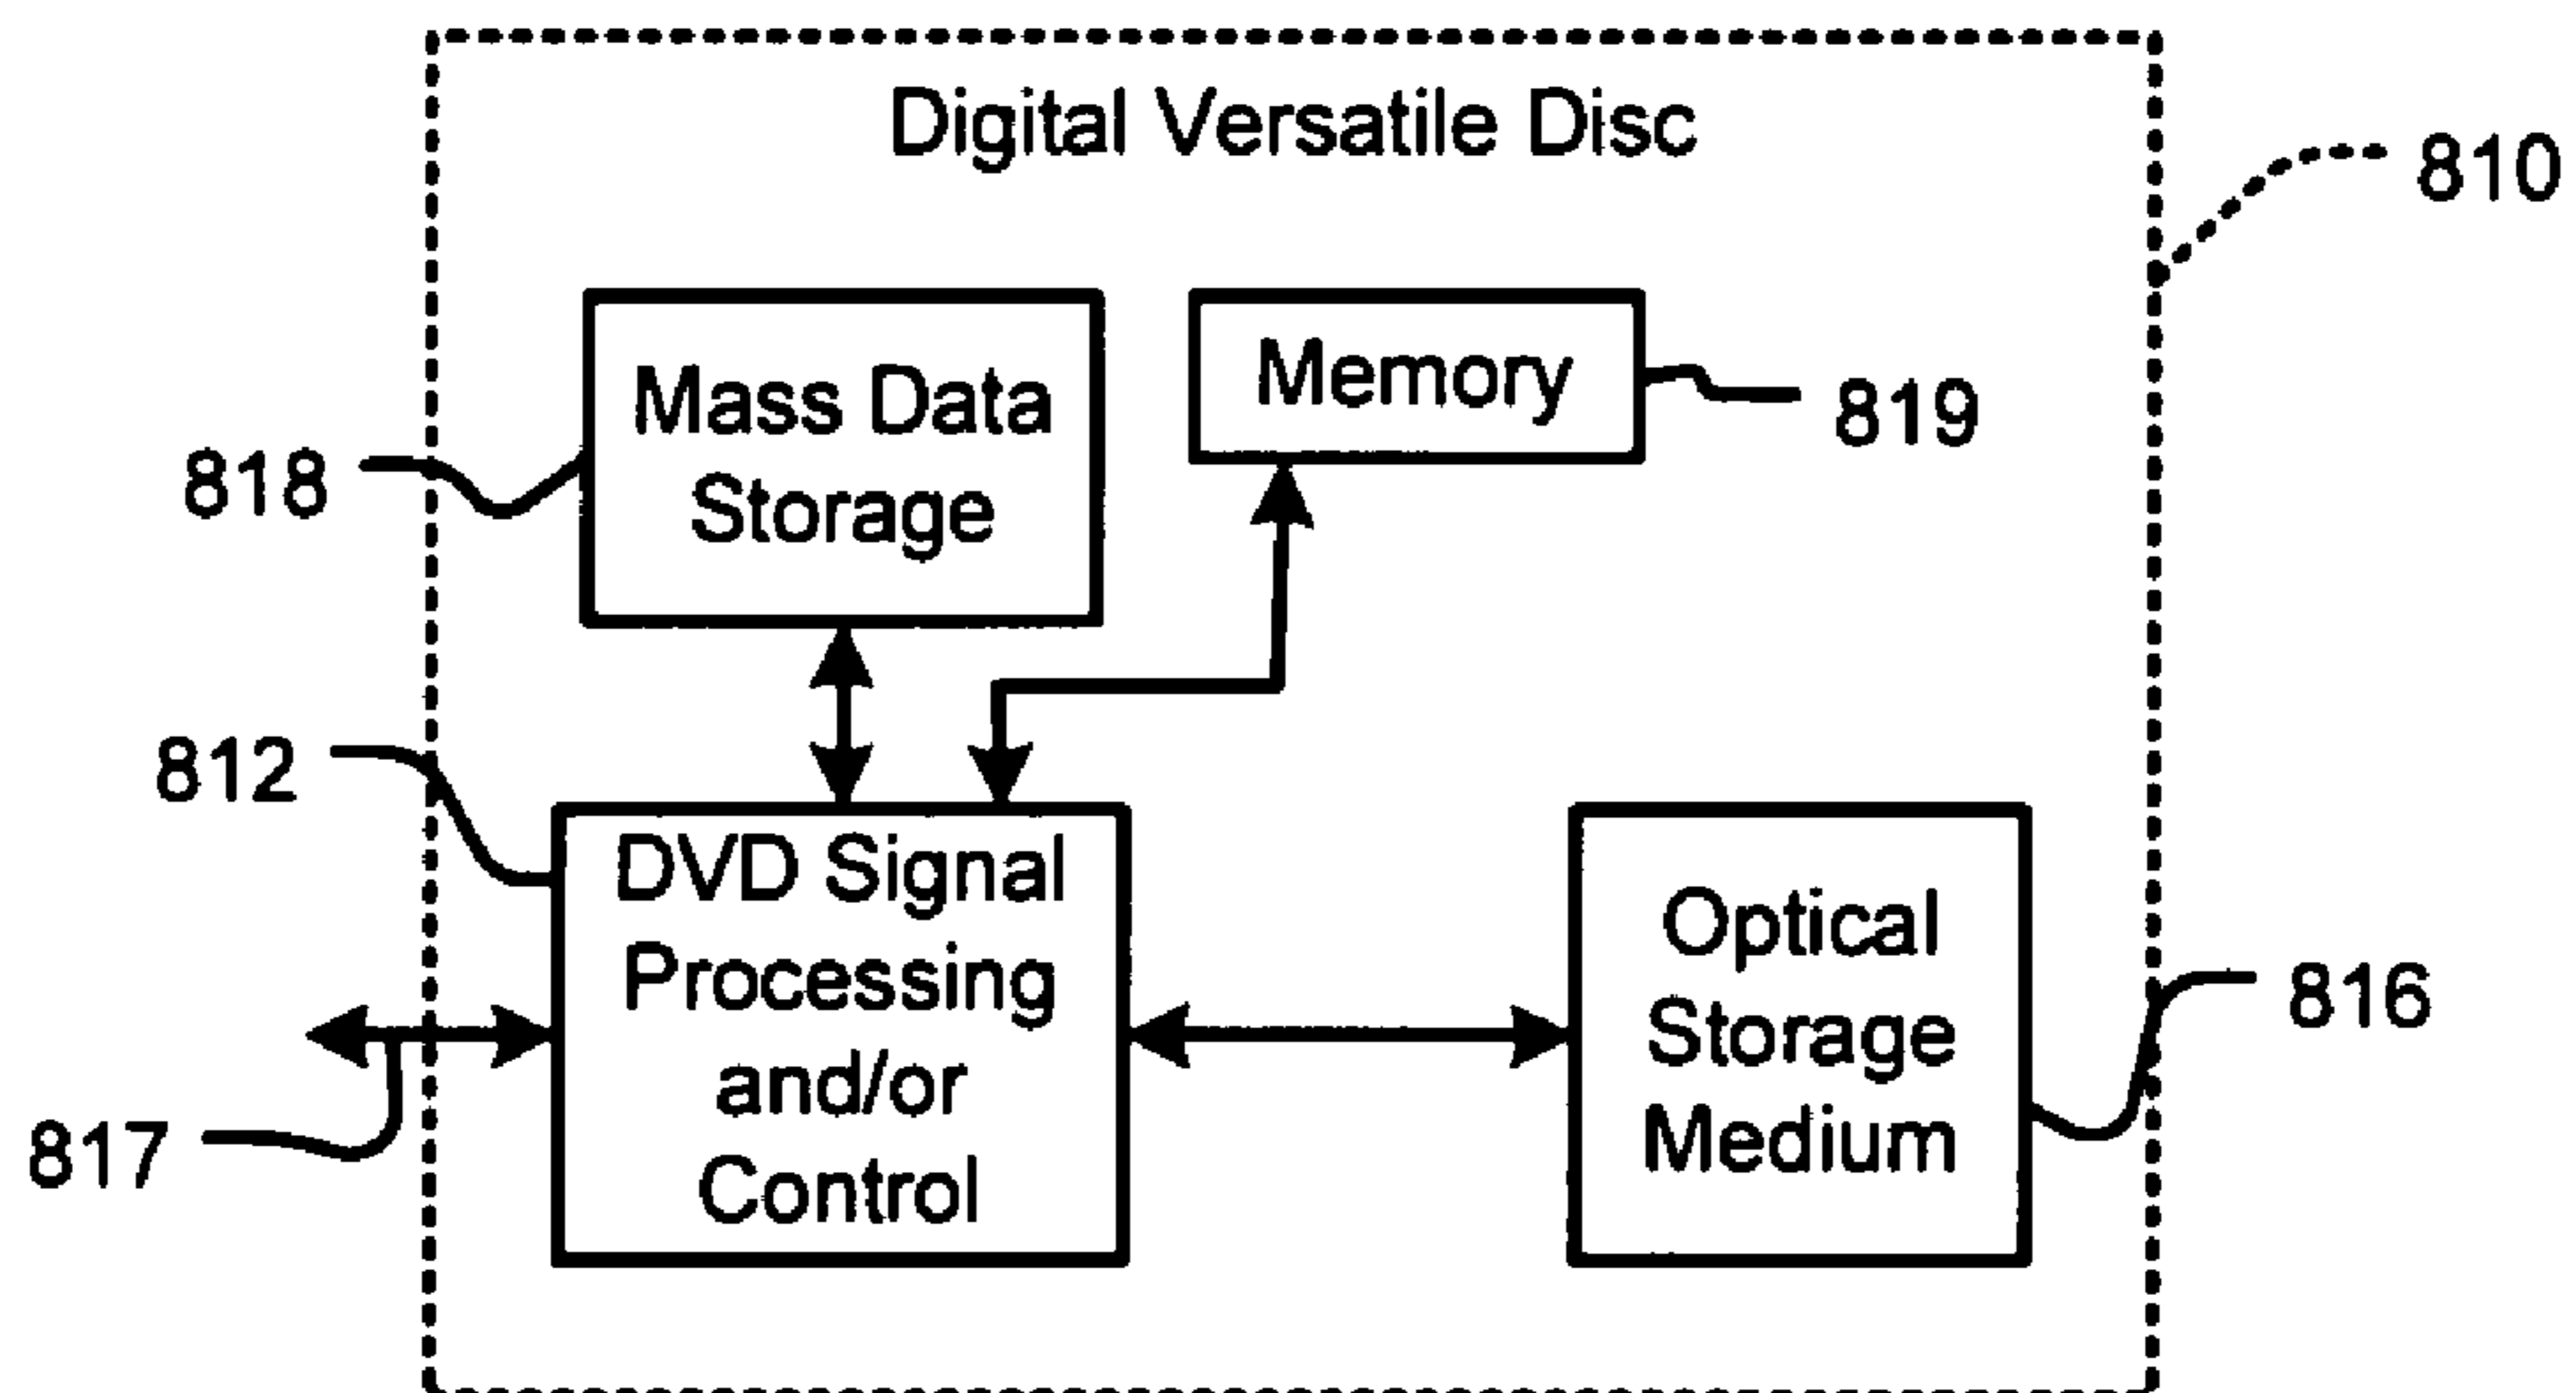 Digital Versatile Disc
810
Mass Data
Storage
818
Memory
819
812
DVD Signal
Processing
and/or
Control
817
Optical
Storage
Medium
816